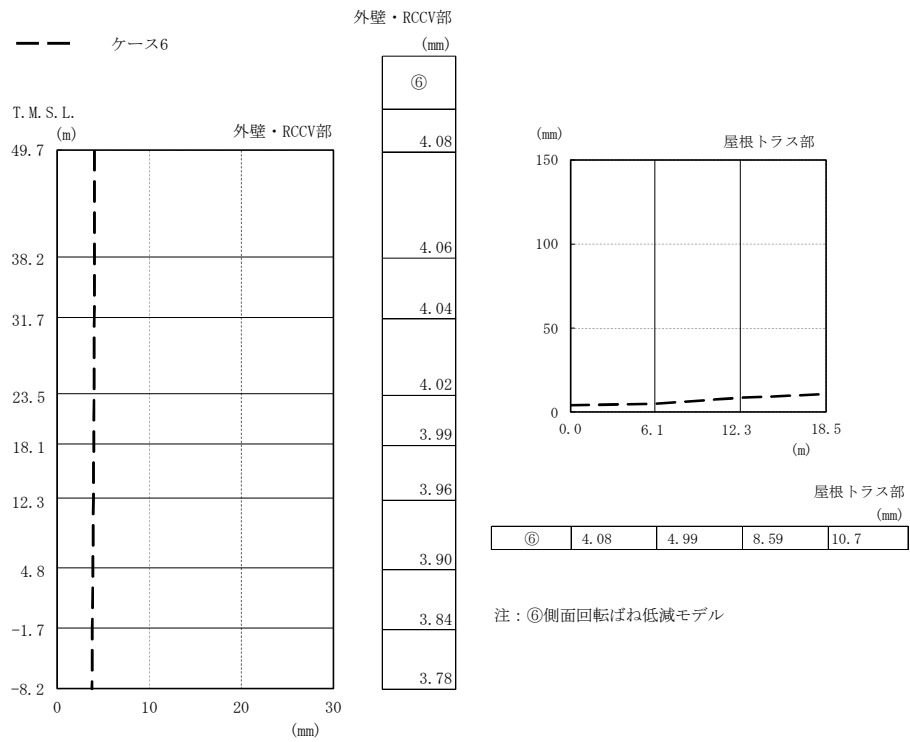 外壁・RCCV部
(mm)
ケース6
⑥
T.M.S.L.
(m)
外壁・RCCV部
49.7
38.2
31.7
23.5
18.1
12.3
4.8
-1.7
-8.2
0 10 20 30
(mm)
4.08
4.06
4.04
4.02
3.99
3.96
3.90
3.84
3.78
(mm)
屋根トラス部
150
100
50
0
0.0 6.1 12.3 18.5
(m)
屋根トラス部
(mm)
⑥ 4.08 4.99 8.59 10.7
注：⑥側面回転ばね低減モデル